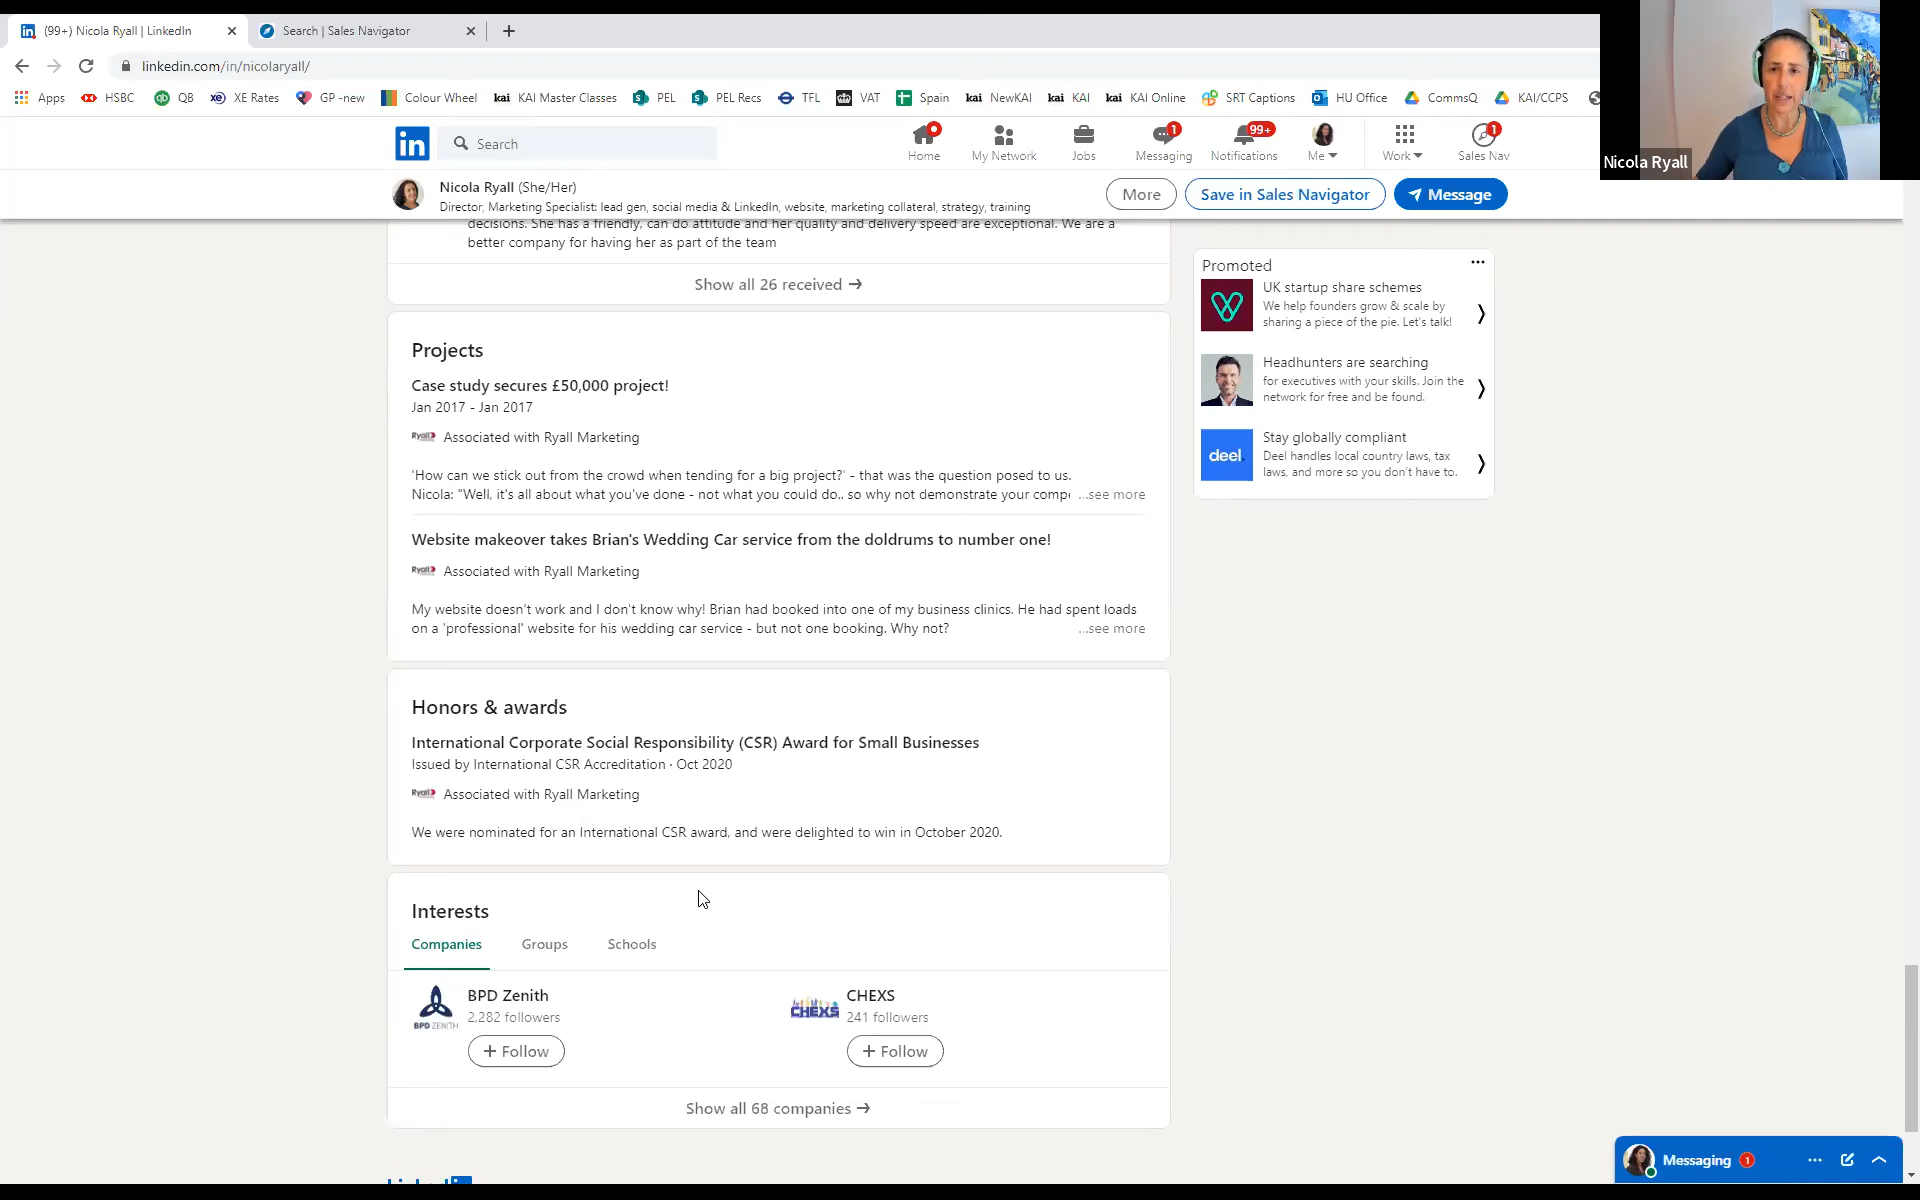 (99+) Nicola Ryall | LinkedIn
Search | Sales Navigator
linkedin.com/in/nicolaryall/
Apps HSBC QB XE Rates GP -new Colour Wheel KAI Master Classes PEL PEL Recs TFL VAT Spain NewKAI KAI KAI Online SRT Captions HU Office CommsQ KAI/CCPS
Nicola Ryall
Search
Home My Network Jobs Messaging Notifications Me Work Sales Nav
1 99+ 1
Nicola Ryall (She/Her)
Director, Marketing Specialist: lead gen, social media & LinkedIn, website, marketing collateral, strategy, training
More Save in Sales Navigator Message
decisions. She has a friendly, can do attitude and her quality and delivery speed are exceptional. We are a
better company for having her as part of the team
Show all 26 received →
Projects
Case study secures £50,000 project!
Jan 2017 - Jan 2017
Ryall Associated with Ryall Marketing
'How can we stick out from the crowd when tending for a big project?' - that was the question posed to us.
Nicola: "Well, it's all about what you've done - not what you could do.. so why not demonstrate your compe ...see more
Website makeover takes Brian's Wedding Car service from the doldrums to number one!
Ryall Associated with Ryall Marketing
My website doesn't work and I don't know why! Brian had booked into one of my business clinics. He had spent loads
on a 'professional' website for his wedding car service - but not one booking. Why not? ...see more
Honors & awards
International Corporate Social Responsibility (CSR) Award for Small Businesses
Issued by International CSR Accreditation · Oct 2020
Ryall Associated with Ryall Marketing
We were nominated for an International CSR award, and were delighted to win in October 2020.
Interests
Companies Groups Schools
BPD ZENITH
BPD Zenith
2,282 followers
+ Follow
CHEXS
CHEXS
241 followers
+ Follow
Show all 68 companies →
Promoted
UK startup share schemes
We help founders grow & scale by
sharing a piece of the pie. Let's talk!
Headhunters are searching
for executives with your skills. Join the
network for free and be found.
deel.
Stay globally compliant
Deel handles local country laws, tax
laws, and more so you don't have to.
Messaging 1